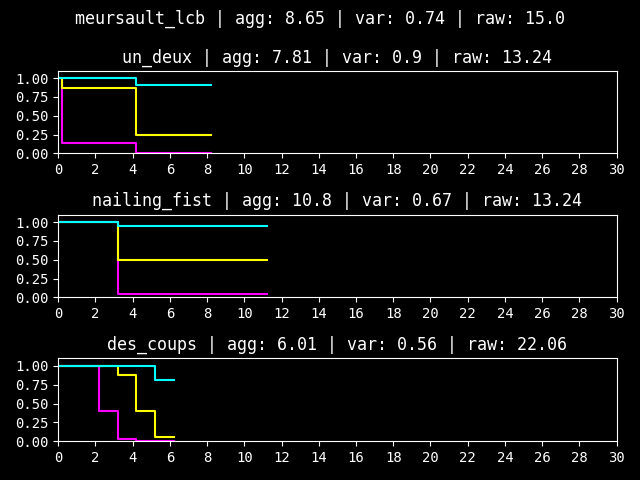 meursault_lcb | agg: 8.65 | var: 0.74 | raw: 15.0
un_deux | agg: 7.81 | var: 0.9 | raw: 13.24
1.00
0.75
0.50
0.25
0.00
0 2 4 6 8 10 12 14 16 18 20 22 24 26 28 30
nailing_fist | agg: 10.8 | var: 0.67 | raw: 13.24
1.00
0.75
0.50
0.25
0.00
0 2 4 6 8 10 12 14 16 18 20 22 24 26 28 30
des_coups | agg: 6.01 | var: 0.56 | raw: 22.06
1.00
0.75
0.50
0.25
0.00
0 2 4 6 8 10 12 14 16 18 20 22 24 26 28 30